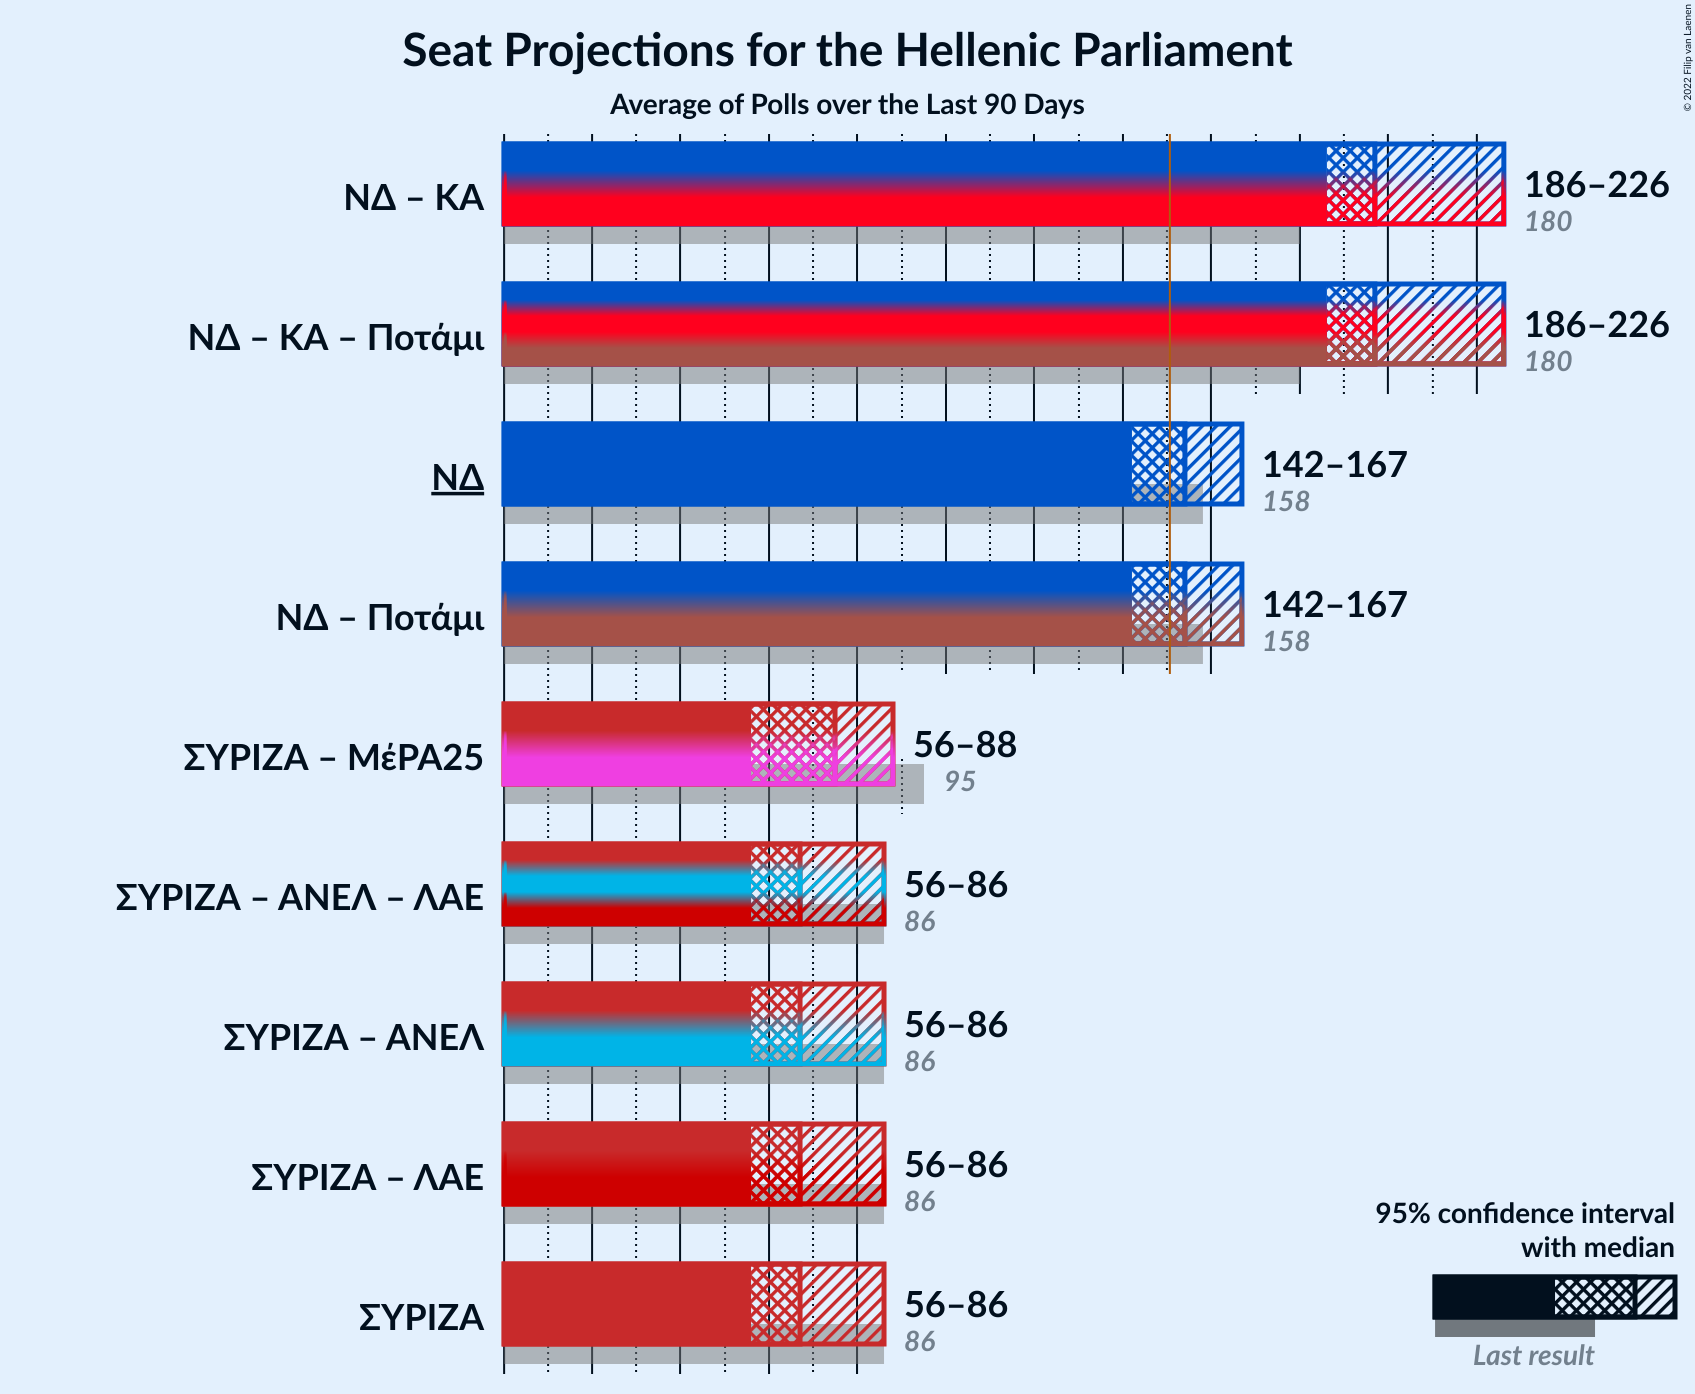 Seat Projections for the Hellenic Parliament
Average of Polls over the Last 90 Days
© 2022 Filip van Laenen
ΝΔ – ΚΑ
186–226
180
ΝΔ – ΚΑ – Ποτάμι
186–226
180
ΝΔ
142–167
158
ΝΔ – Ποτάμι
142–167
158
ΣΥΡΙΖΑ – ΜέΡΑ25
56–88
95
ΣΥΡΙΖΑ – ΑΝΕΛ – ΛΑΕ
56–86
86
ΣΥΡΙΖΑ – ΑΝΕΛ
56–86
86
ΣΥΡΙΖΑ – ΛΑΕ
56–86
86
ΣΥΡΙΖΑ
56–86
86
95% confidence interval
with median
Last result